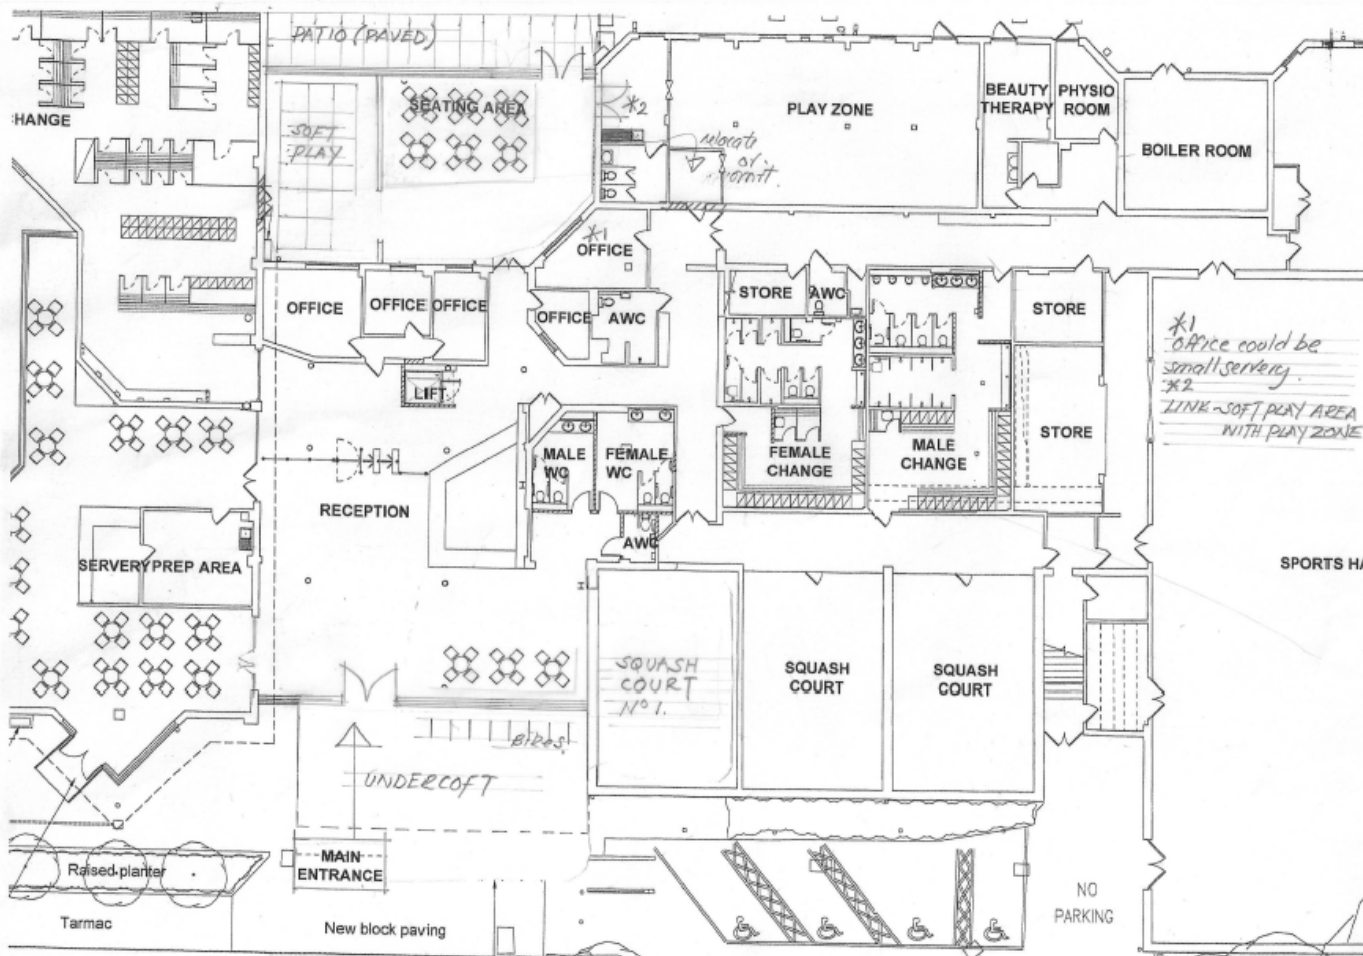 PATIO (PAVED)
SEATING AREA
SOFT
PLAY
*2
relocate
or
omit.
PLAY ZONE
BEAUTY
THERAPY
PHYSIO
ROOM
BOILER ROOM
HANGE
*1
OFFICE
OFFICE
OFFICE
OFFICE
OFFICE
AWC
STORE
AWC
STORE
LIFT
*1
office could be
small servery.
*2
LINK SOFT PLAY AREA
WITH PLAY ZONE
MALE
WC
FEMALE
WC
FEMALE
CHANGE
MALE
CHANGE
STORE
RECEPTION
AWC
SERVERY
PREP AREA
SPORTS HA
SQUASH
COURT
Nº 1.
SQUASH
COURT
SQUASH
COURT
Bikes.
UNDERCOFT
MAIN
ENTRANCE
Raised planter
Tarmac
New block paving
NO
PARKING